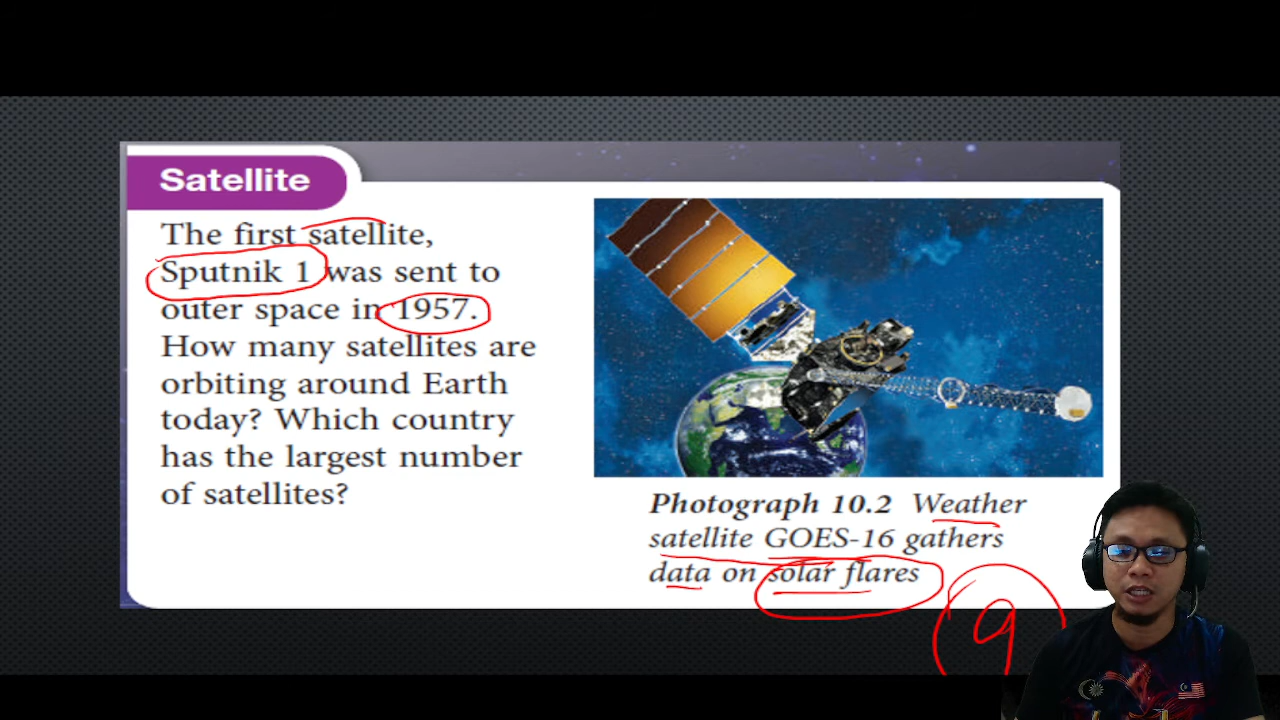 Satellite
The first satellite,
Sputnik 1 was sent to
outer space in 1957.
How many satellites are
orbiting around Earth
today? Which country
has the largest number
of satellites?
Photograph 10.2 Weather
satellite GOES-16 gathers
data on solar flares
9